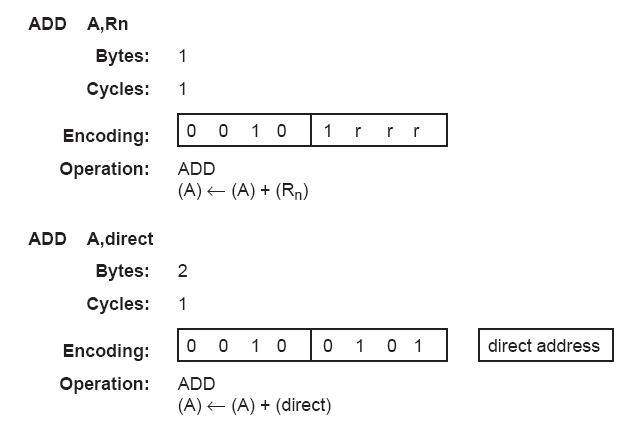 ADD A,Rn
Bytes: 1
Cycles: 1
Encoding: 0 0 1 0 1 r r r
Operation: ADD
(A) ← (A) + (Rn)
ADD A,direct
Bytes: 2
Cycles: 1
Encoding: 0 0 1 0 0 1 0 1 direct address
Operation: ADD
(A) ← (A) + (direct)